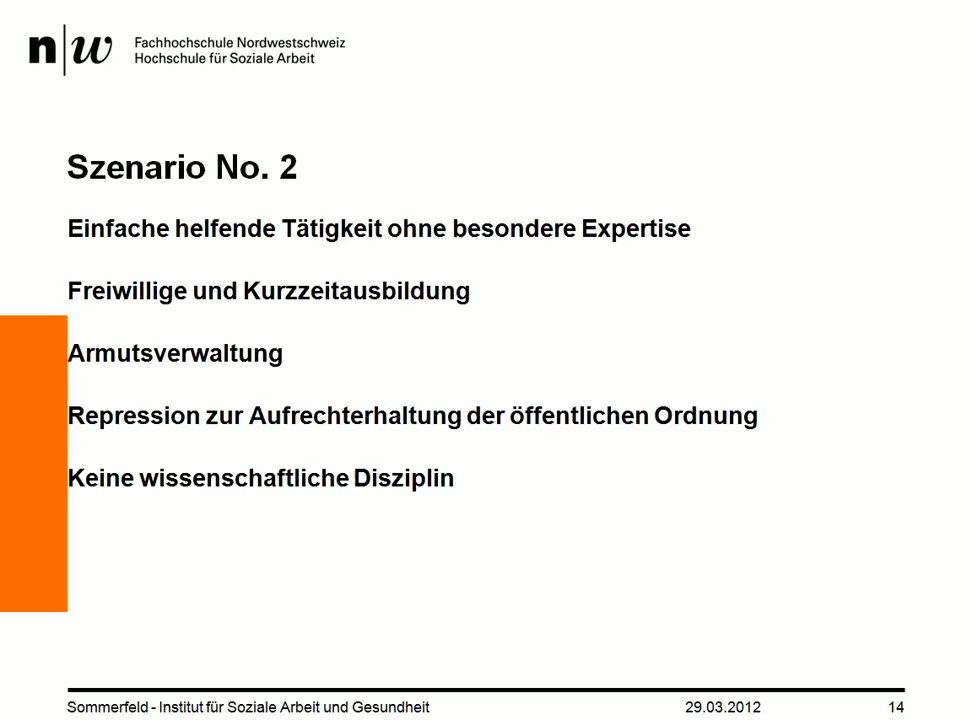 n|w Fachhochschule Nordwestschweiz
Hochschule für Soziale Arbeit
Szenario No. 2
Einfache helfende Tätigkeit ohne besondere Expertise
Freiwillige und Kurzzeitausbildung
Armutsverwaltung
Repression zur Aufrechterhaltung der öffentlichen Ordnung
Keine wissenschaftliche Disziplin
Sommerfeld - Institut für Soziale Arbeit und Gesundheit 29.03.2012 14